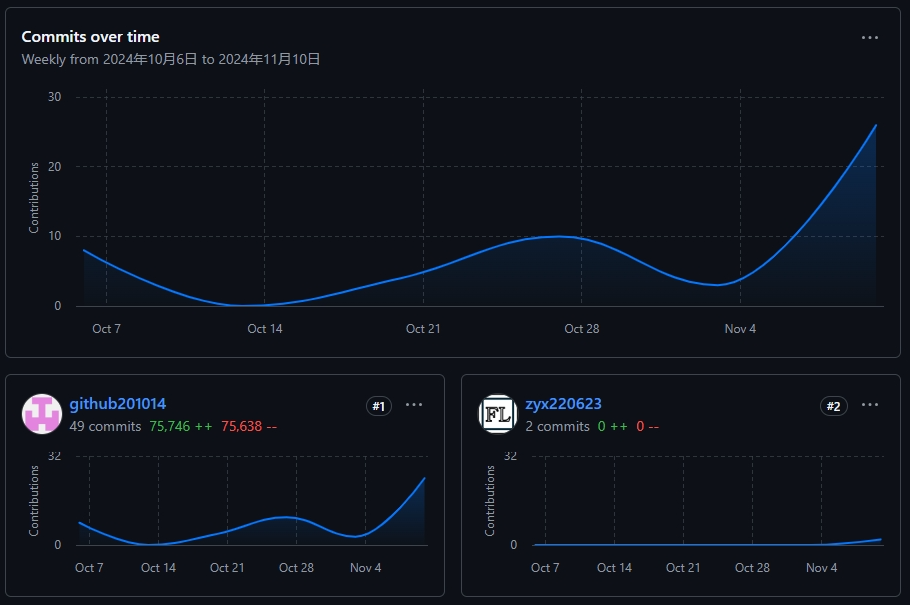 Commits over time
Weekly from 2024年10月6日 to 2024年11月10日
Contributions
30
20
10
0
Oct 7 Oct 14 Oct 21 Oct 28 Nov 4
github201014 #1
49 commits 75,746 ++ 75,638 --
Contributions
32
0
Oct 7 Oct 14 Oct 21 Oct 28 Nov 4
FL
zyx220623 #2
2 commits 0 ++ 0 --
Contributions
32
0
Oct 7 Oct 14 Oct 21 Oct 28 Nov 4